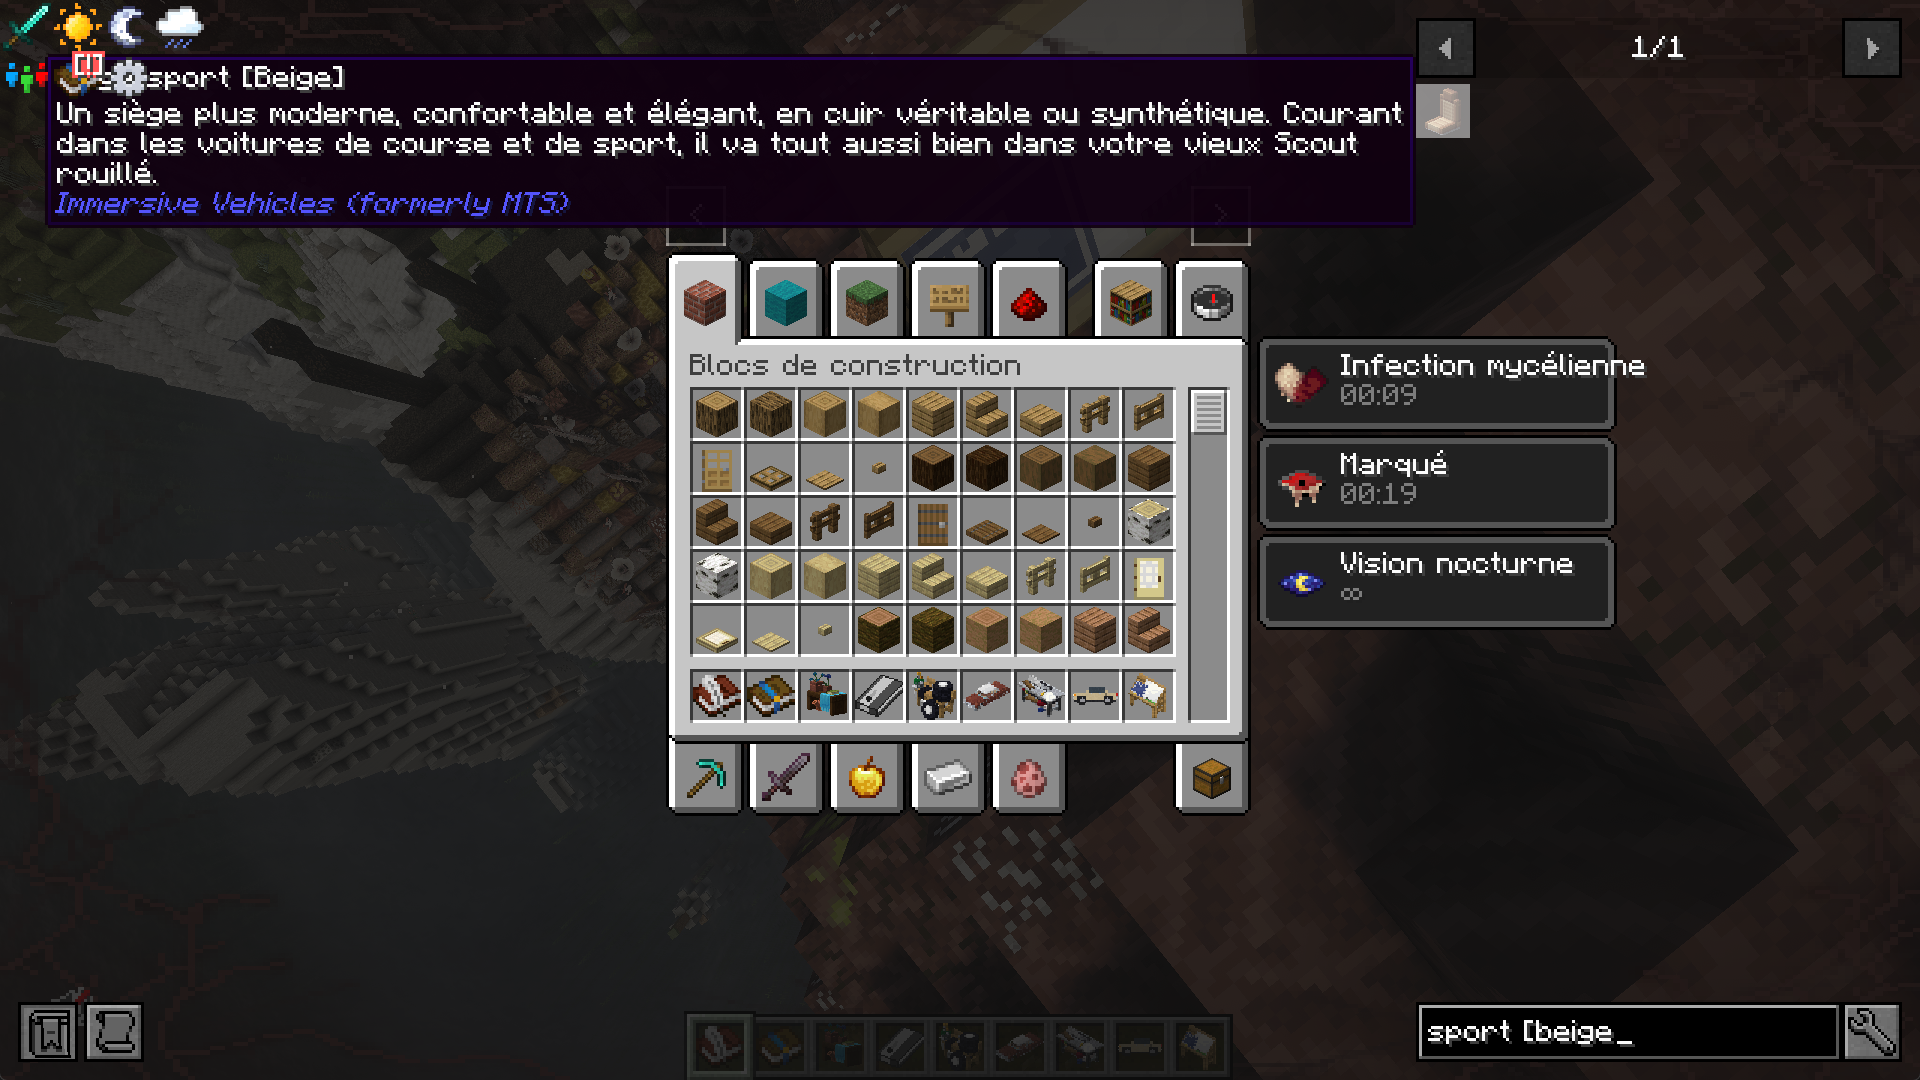 sport [Beige]
Un siège plus moderne, confortable et élégant, en cuir véritable ou synthétique. Courant
dans les voitures de course et de sport, il va tout aussi bien dans votre vieux Scout
rouillé.
Immersive Vehicles (formerly MTS)
1/1
Blocs de construction
Infection mycélienne
00:09
Marqué
00:19
Vision nocturne
∞
sport [beige_